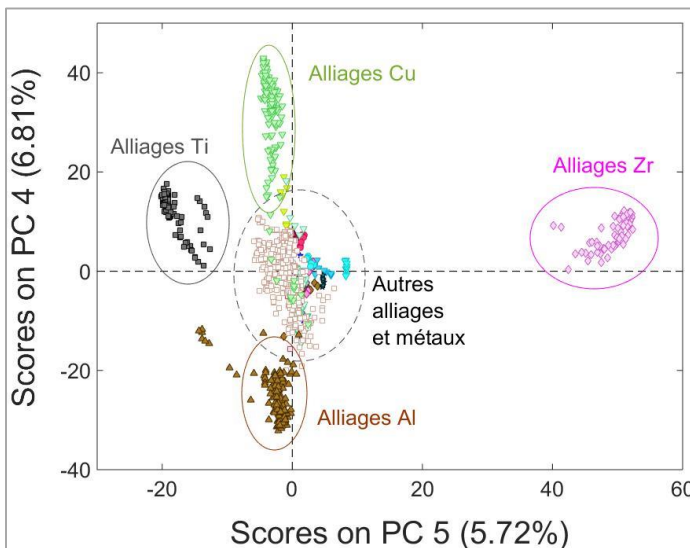 Scores on PC 4 (6.81%)
40
20
0
-20
-40
Alliages Cu
Alliages Ti
Alliages Zr
Autres
alliages
et métaux
Alliages Al
-20
0
20
40
60
Scores on PC 5 (5.72%)